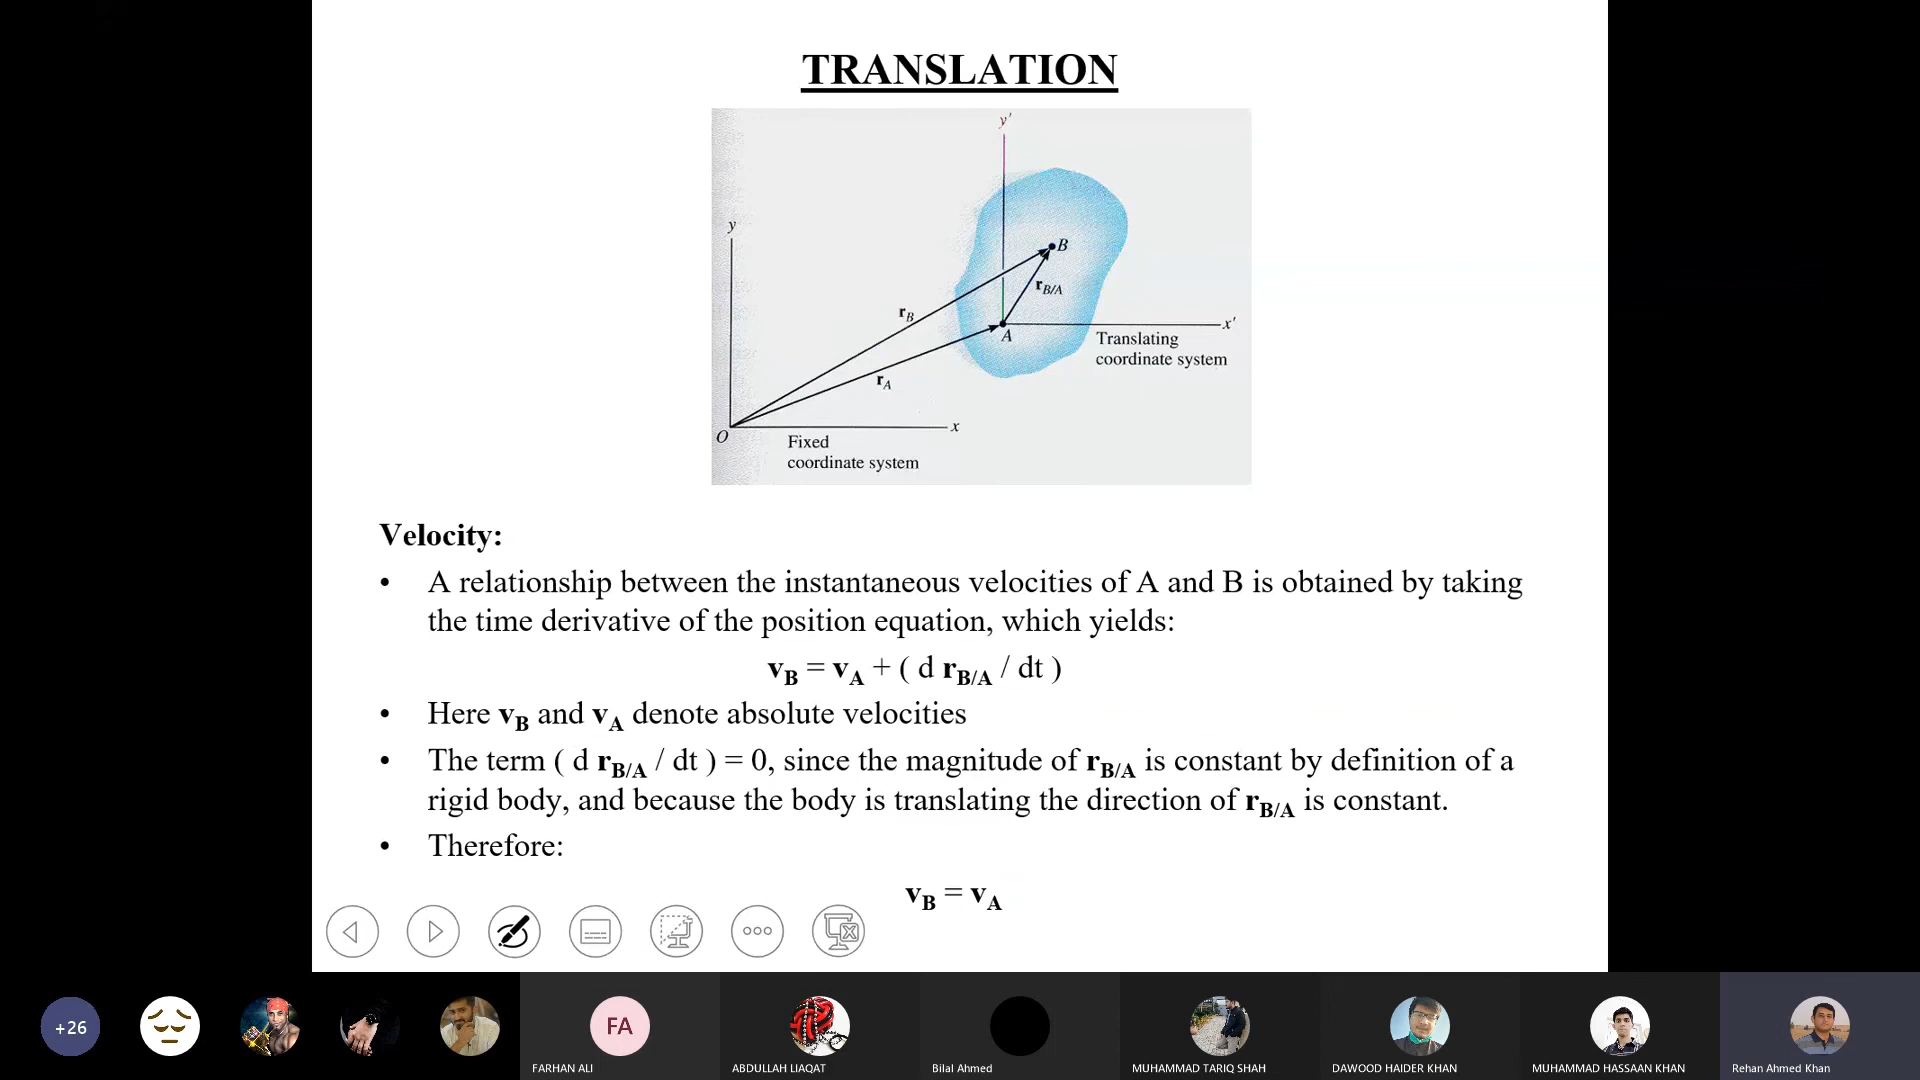 TRANSLATION
y'
y
B
r_B/A
r_B
x'
A
Translating
coordinate system
r_A
x
O
Fixed
coordinate system
Velocity:
• A relationship between the instantaneous velocities of A and B is obtained by taking
the time derivative of the position equation, which yields:
v_B = v_A + ( d r_B/A / dt )
• Here v_B and v_A denote absolute velocities
• The term ( d r_B/A / dt ) = 0, since the magnitude of r_B/A is constant by definition of a
rigid body, and because the body is translating the direction of r_B/A is constant.
• Therefore:
v_B = v_A
+26
FA
FARHAN ALI
ABDULLAH LIAQAT
Bilal Ahmed
MUHAMMAD TARIQ SHAH
DAWOOD HAIDER KHAN
MUHAMMAD HASSAAN KHAN
Rehan Ahmed Khan